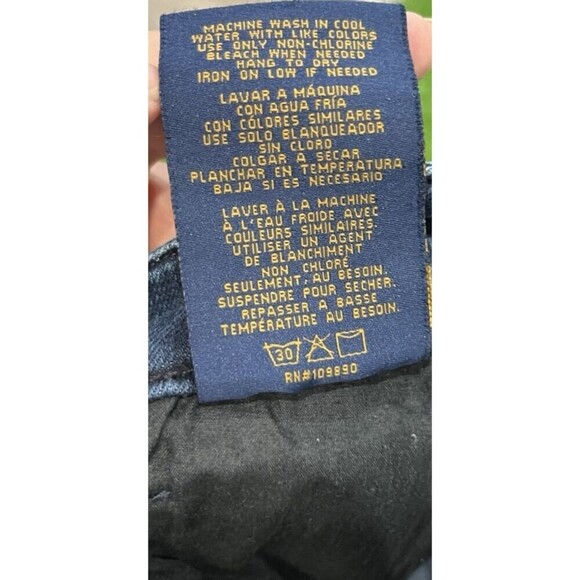 MACHINE WASH IN COOL
WATER WITH LIKE COLORS
USE ONLY NON-CHLORINE
BLEACH WHEN NEEDED
HANG TO DRY
IRON ON LOW IF NEEDED
LAVAR A MÁQUINA
CON AGUA FRÍA
CON CÓLORES SIMILARES
USE SOLO BLANQUEADOR
SIN CLORO
COLGAR A SECAR
PLANCHAR EN TEMPERATURA
BAJA SI ES NECESARIO
LAVER À LA MACHINE
À L'EAU FROIDE AVEC
COULEURS SIMILAIRES.
UTILISER UN AGENT
DE BLANCHIMENT
NON CHLORÉ
SEULEMENT, AU BESOIN.
SUSPENDRE POUR SÉCHER.
REPASSER A BASSE
TEMPÉRATURE AU BESOIN.
30
RN#109890